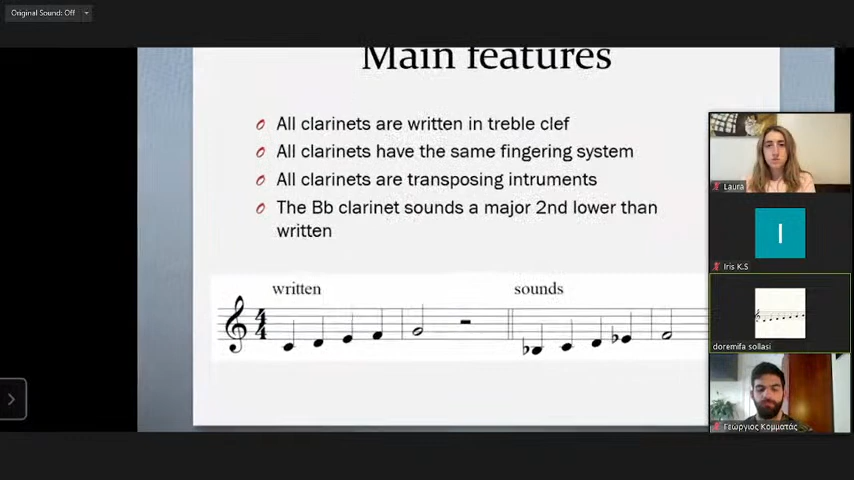 Original Sound: Off
Main features
All clarinets are written in treble clef
All clarinets have the same fingering system
All clarinets are transposing intruments
The Bb clarinet sounds a major 2nd lower than
written
written
sounds
Laura
I
Iris K.S
doremifa sollasi
Γεώργιος Κομματάς